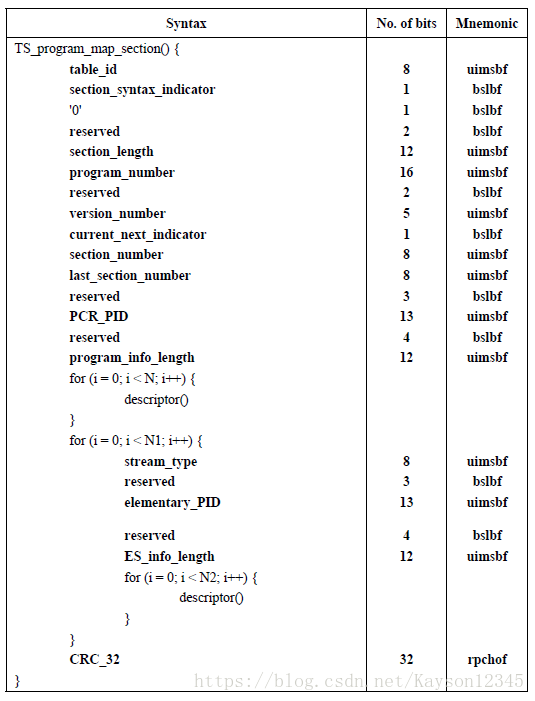 Syntax No. of bits Mnemonic
TS_program_map_section() {
table_id 8 uimsbf
section_syntax_indicator 1 bslbf
'0' 1 bslbf
reserved 2 bslbf
section_length 12 uimsbf
program_number 16 uimsbf
reserved 2 bslbf
version_number 5 uimsbf
current_next_indicator 1 bslbf
section_number 8 uimsbf
last_section_number 8 uimsbf
reserved 3 bslbf
PCR_PID 13 uimsbf
reserved 4 bslbf
program_info_length 12 uimsbf
for (i = 0; i < N; i++) {
descriptor()
}
for (i = 0; i < N1; i++) {
stream_type 8 uimsbf
reserved 3 bslbf
elementary_PID 13 uimsbf
reserved 4 bslbf
ES_info_length 12 uimsbf
for (i = 0; i < N2; i++) {
descriptor()
}
}
CRC_32 32 rpchof
}
https://blog.csdn.net/Kayson12345